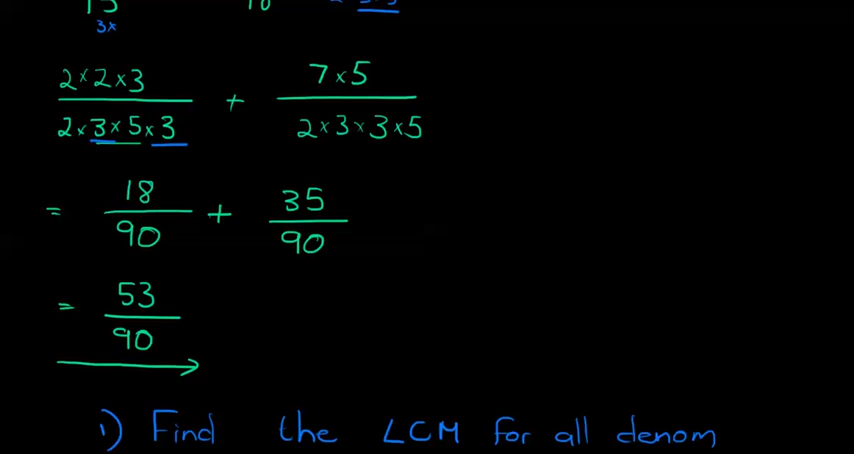 3x
2 × 2 × 3 + 7 × 5
2 × 3 × 5 × 3 2 × 3 × 3 × 5
= 18 + 35
90 90
= 53
90
1) Find the LCM for all denom